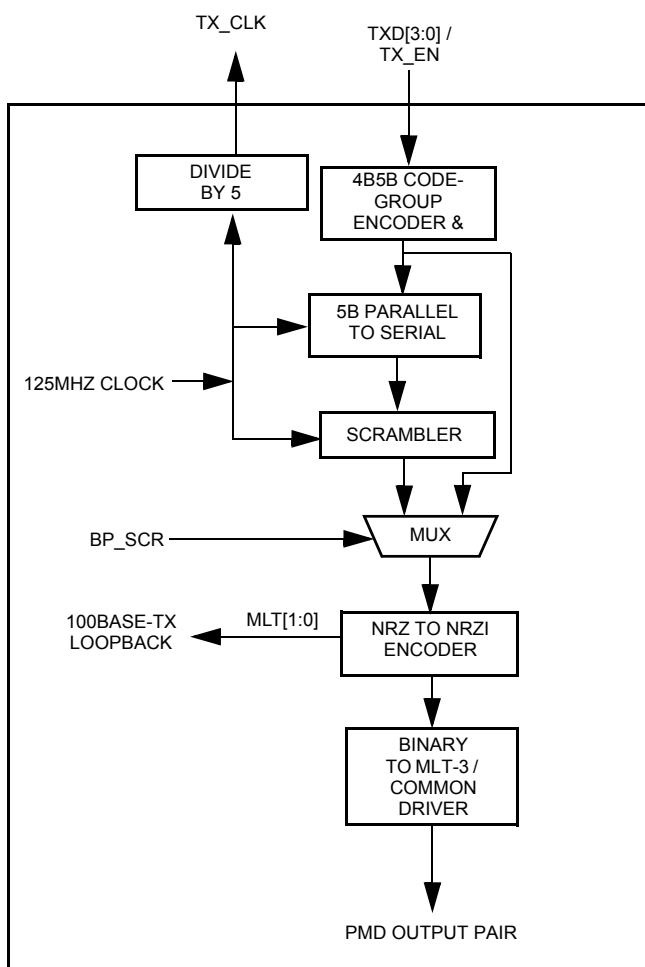 TX_CLK
TXD[3:0] /
TX_EN
DIVIDE
BY 5
4B5B CODE-
GROUP
ENCODER &
5B PARALLEL
TO SERIAL
125MHZ CLOCK
SCRAMBLER
BP_SCR
MUX
100BASE-TX
LOOPBACK
MLT[1:0]
NRZ TO NRZI
ENCODER
BINARY
TO MLT-3 /
COMMON
DRIVER
PMD OUTPUT PAIR